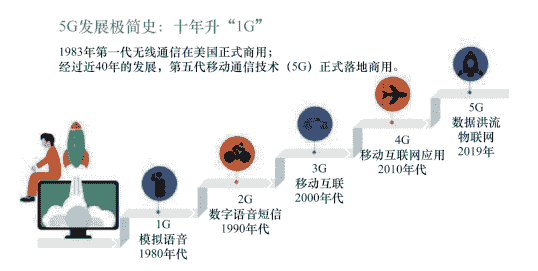 5G发展极简史：十年升“1G”
1983年第一代无线通信在美国正式商用；
经过近40年的发展，第五代移动通信技术（5G）正式落地商用。
1G
模拟语音
1980年代
2G
数字语音短信
1990年代
3G
移动互联
2000年代
4G
移动互联网应用
2010年代
5G
数据洪流
物联网
2019年